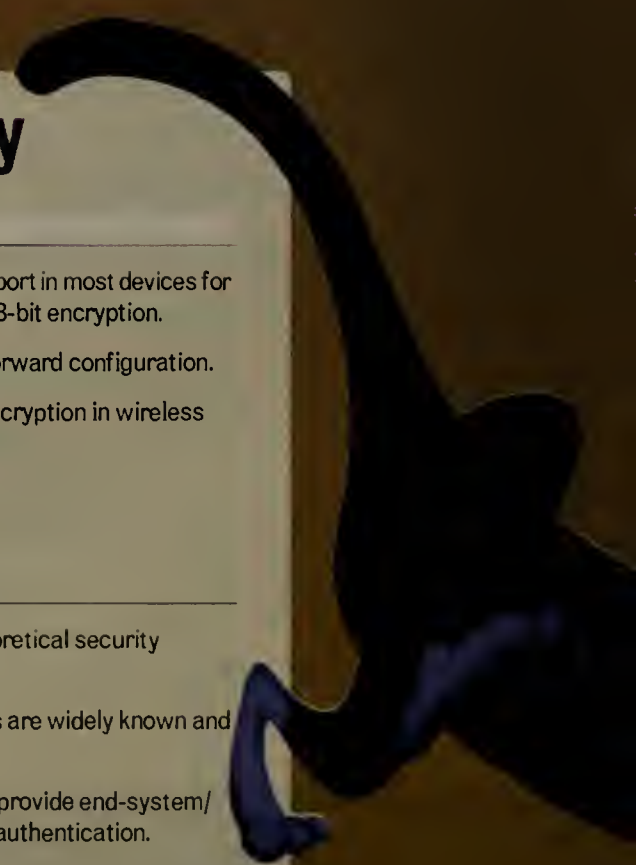 y
port in most devices for
8-bit encryption.
orward configuration.
cryption in wireless
oretical security
s are widely known and
provide end-system/
authentication.